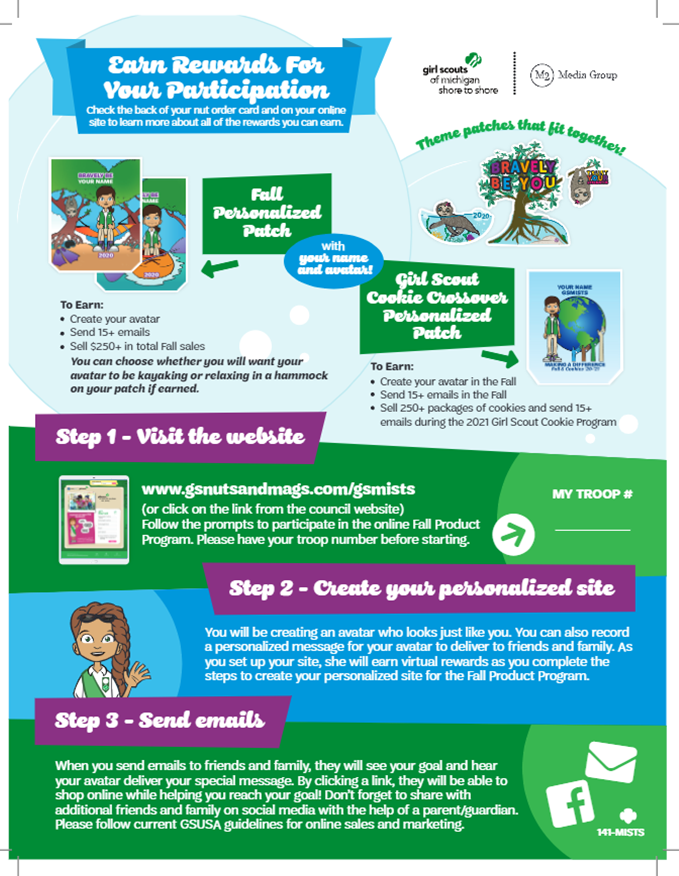 Earn Rewards For
Your Participation
Check the back of your nut order card and on your online
site to learn more about all of the rewards you can earn.
girl scouts
of michigan
shore to shore
M2 Media Group
Theme patches that fit together!
BRAVELY BE
YOUR NAME
2020
2020
BRAVELY
BE YOU
2020
Fall
Personalized
Patch
with
your name
and avatar!
Girl Scout
Cookie Crossover
Personalized
Patch
YOUR NAME
GSMISTS
MAKING A DIFFERENCE
Fall & Cookies '20-'21
To Earn:
• Create your avatar
• Send 15+ emails
• Sell $250+ in total Fall sales
You can choose whether you will want your
avatar to be kayaking or relaxing in a hammock
on your patch if earned.
To Earn:
• Create your avatar in the Fall
• Send 15+ emails in the Fall
• Sell 250+ packages of cookies and send 15+
emails during the 2021 Girl Scout Cookie Program
Step 1 - Visit the website
www.gsnutsandmags.com/gsmists
(or click on the link from the council website)
Follow the prompts to participate in the online Fall Product
Program. Please have your troop number before starting.
MY TROOP #
Step 2 - Create your personalized site
You will be creating an avatar who looks just like you. You can also record
a personalized message for your avatar to deliver to friends and family. As
you set up your site, she will earn virtual rewards as you complete the
steps to create your personalized site for the Fall Product Program.
Step 3 - Send emails
When you send emails to friends and family, they will see your goal and hear
your avatar deliver your special message. By clicking a link, they will be able to
shop online while helping you reach your goal! Don't forget to share with
additional friends and family on social media with the help of a parent/guardian.
Please follow current GSUSA guidelines for online sales and marketing.
141-MISTS